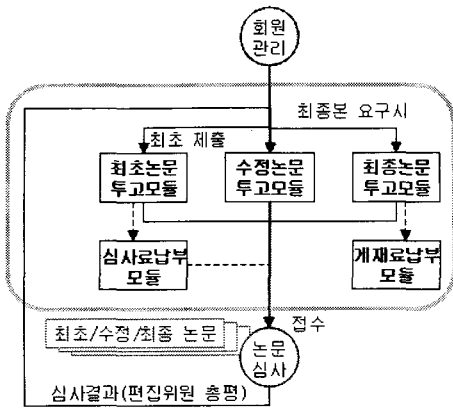 회원
관리
최종본 요구시
최초 제출
최초논문
투고모듈
수정논문
투고모듈
최종논문
투고모듈
심사료납부
모듈
게재료납부
모듈
접수
최초/수정/최종 논문
논문
심사
심사결과(편집위원 총평)